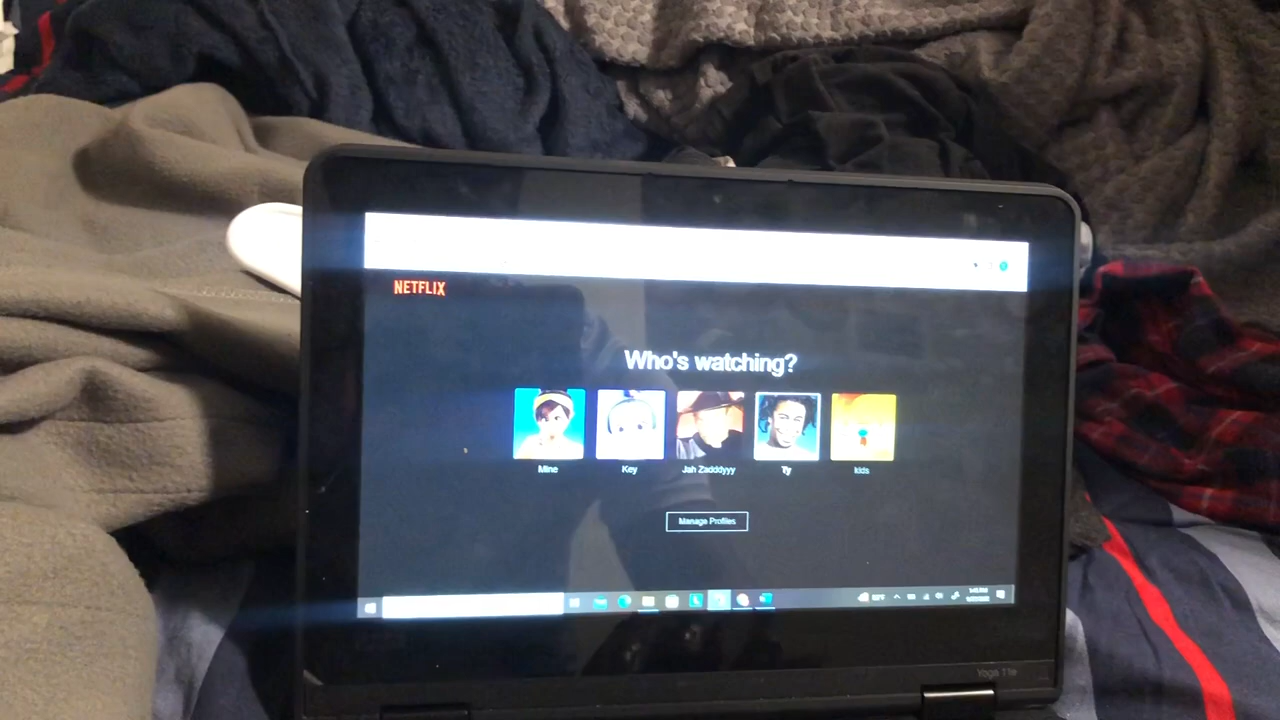 NETFLIX
Who's watching?
Mine Key Jah Zadddyyy Ty kids
Manage Profiles
Yoga 11e